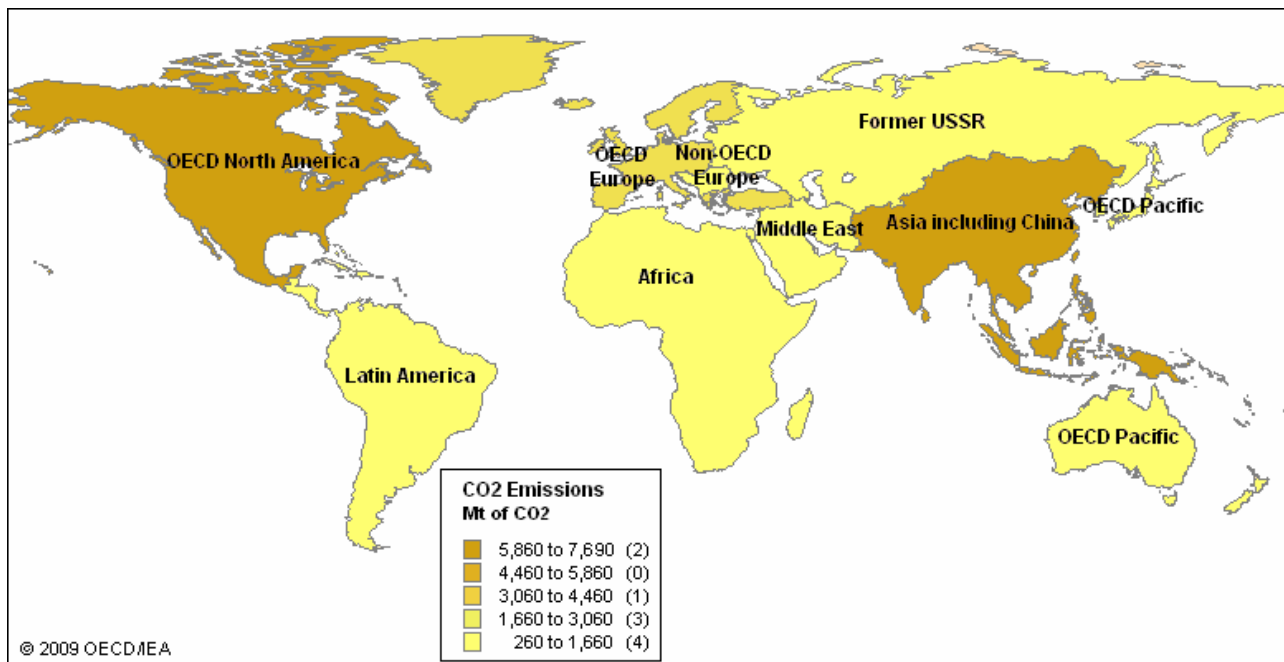 Former USSR
OECD North America
OECD
Europe
Non-OECD
Europe
OECD Pacific
Middle East
Asia including China
Africa
Latin America
OECD Pacific
CO2 Emissions
Mt of CO2
5,860 to 7,690 (2)
4,460 to 5,860 (0)
3,060 to 4,460 (1)
1,660 to 3,060 (3)
260 to 1,660 (4)
© 2009 OECD/IEA